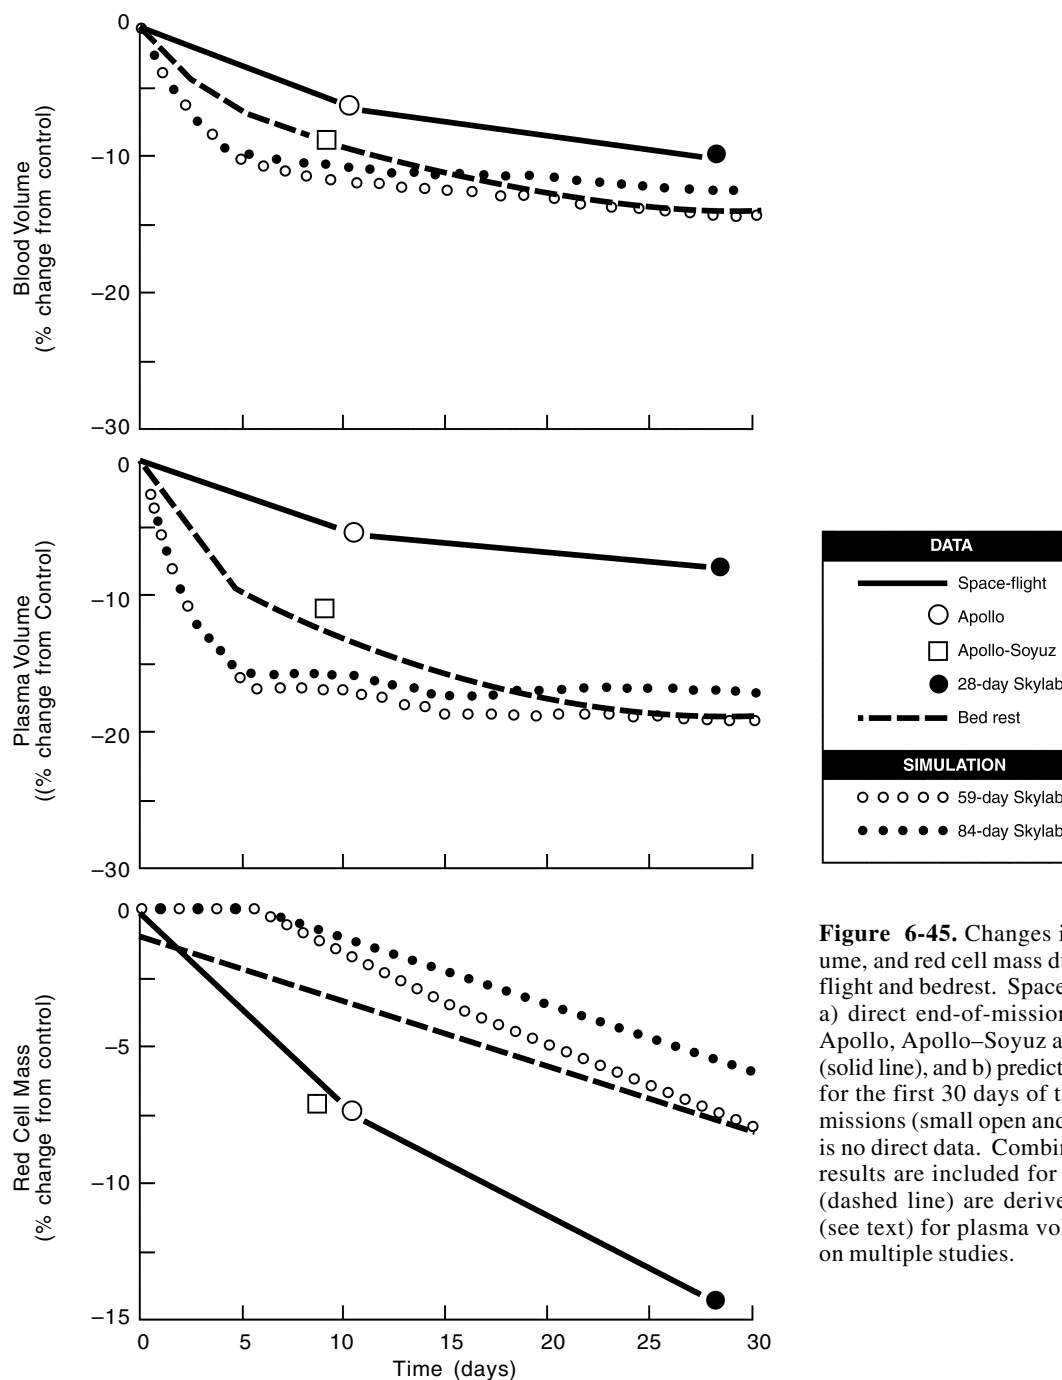 0
−10
−20
−30
Blood Volume
(% change from control)
0
−10
−20
−30
Plasma Volume
((% change from Control)
0
−5
−10
−15
Red Cell Mass
(% change from control)
0 5 10 15 20 25 30
Time (days)
DATA
Space-flight
Apollo
Apollo-Soyuz
28-day Skylab
Bed rest
SIMULATION
59-day Skylab
84-day Skylab
Figure 6-45. Changes i
ume, and red cell mass du
flight and bedrest. Space
a) direct end-of-mission
Apollo, Apollo–Soyuz a
(solid line), and b) predict
for the first 30 days of t
missions (small open and
is no direct data. Combin
results are included for
(dashed line) are derive
(see text) for plasma vol
on multiple studies.